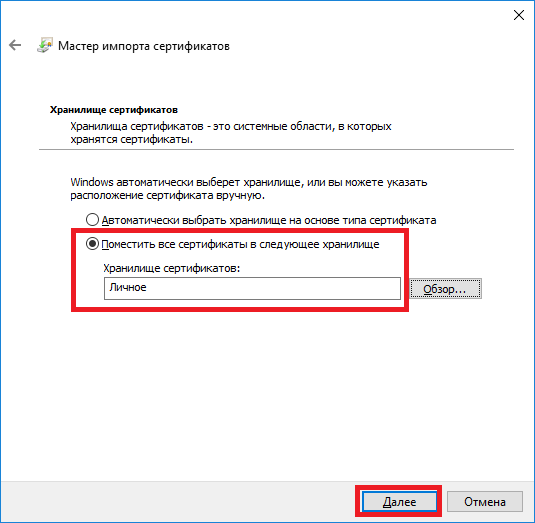 Мастер импорта сертификатов
Хранилище сертификатов
Хранилища сертификатов - это системные области, в которых
хранятся сертификаты.
Windows автоматически выберет хранилище, или вы можете указать
расположение сертификата вручную.
Автоматически выбрать хранилище на основе типа сертификата
Поместить все сертификаты в следующее хранилище
Хранилище сертификатов:
Личное
Обзор...
Далее
Отмена